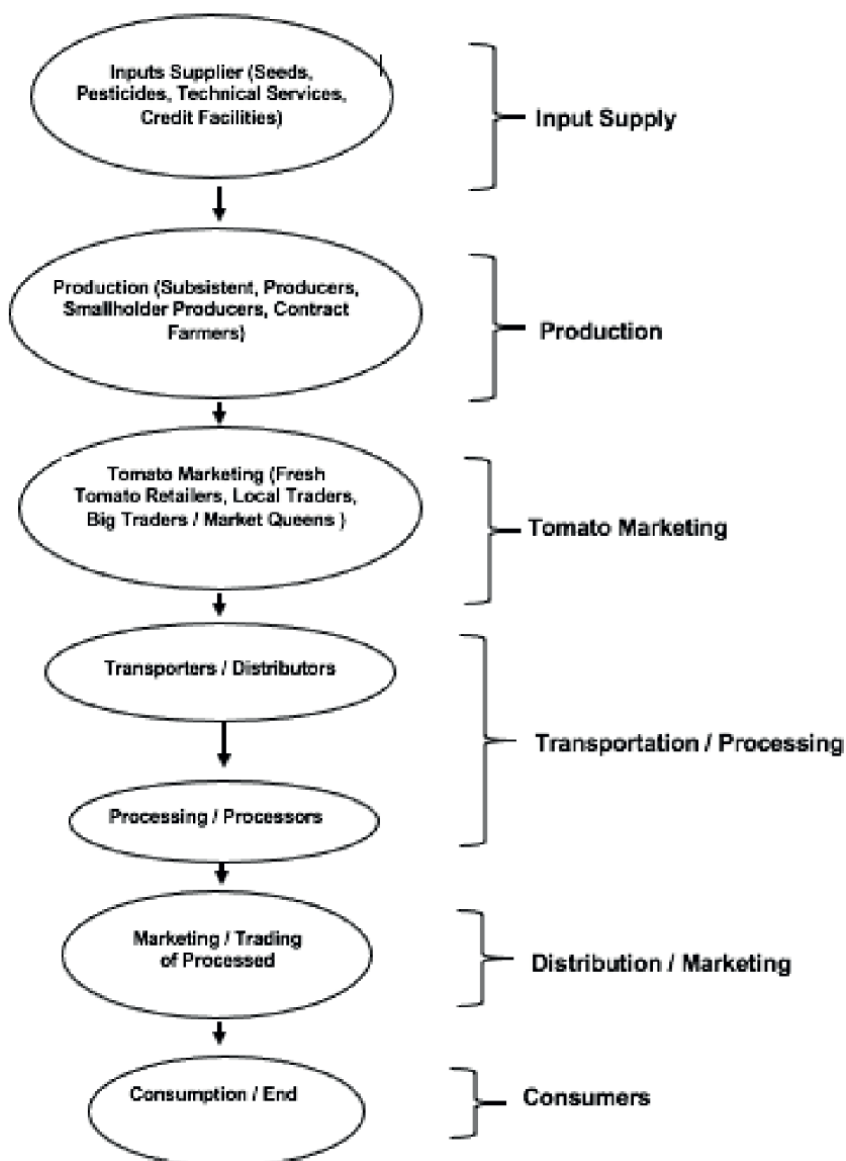 Inputs Supplier (Seeds,
Pesticides, Technical Services,
Credit Facilities)
Input Supply
Production (Subsistent, Producers,
Smallholder Producers, Contract
Farmers)
Production
Tomato Marketing (Fresh
Tomato Retailers, Local Traders,
Big Traders / Market Queens )
Tomato Marketing
Transporters / Distributors
Transportation / Processing
Processing / Processors
Marketing / Trading
of Processed
Distribution / Marketing
Consumption / End
Consumers